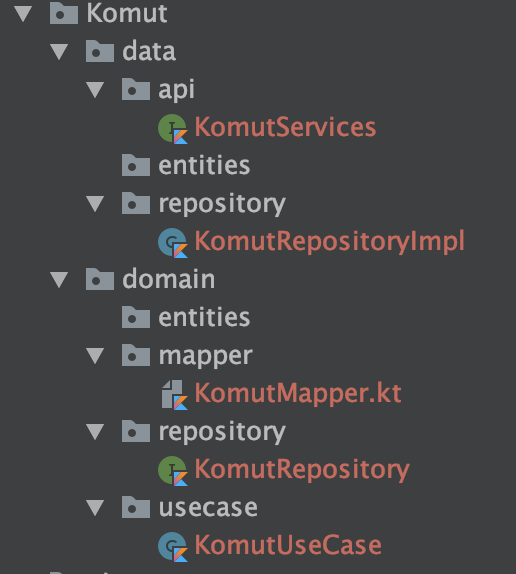 Komut
data
api
KomutServices
entities
repository
KomutRepositoryImpl
domain
entities
mapper
KomutMapper.kt
repository
KomutRepository
usecase
KomutUseCase